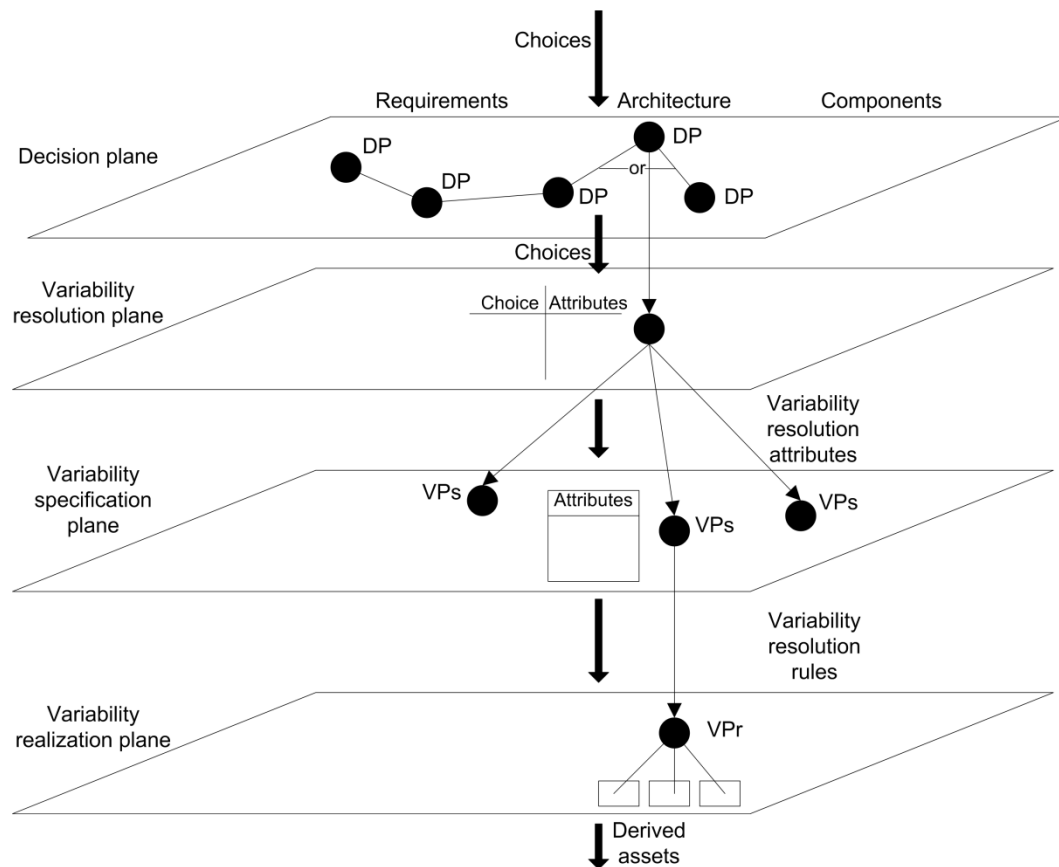 Choices
Requirements
Architecture
Components
Decision plane
DP
DP
DP
DP
DP
or
Choices
Variability
resolution plane
Choice
Attributes
Variability
resolution
attributes
Variability
specification
plane
VPs
Attributes
VPs
VPs
Variability
resolution
rules
Variability
realization plane
VPr
Derived
assets